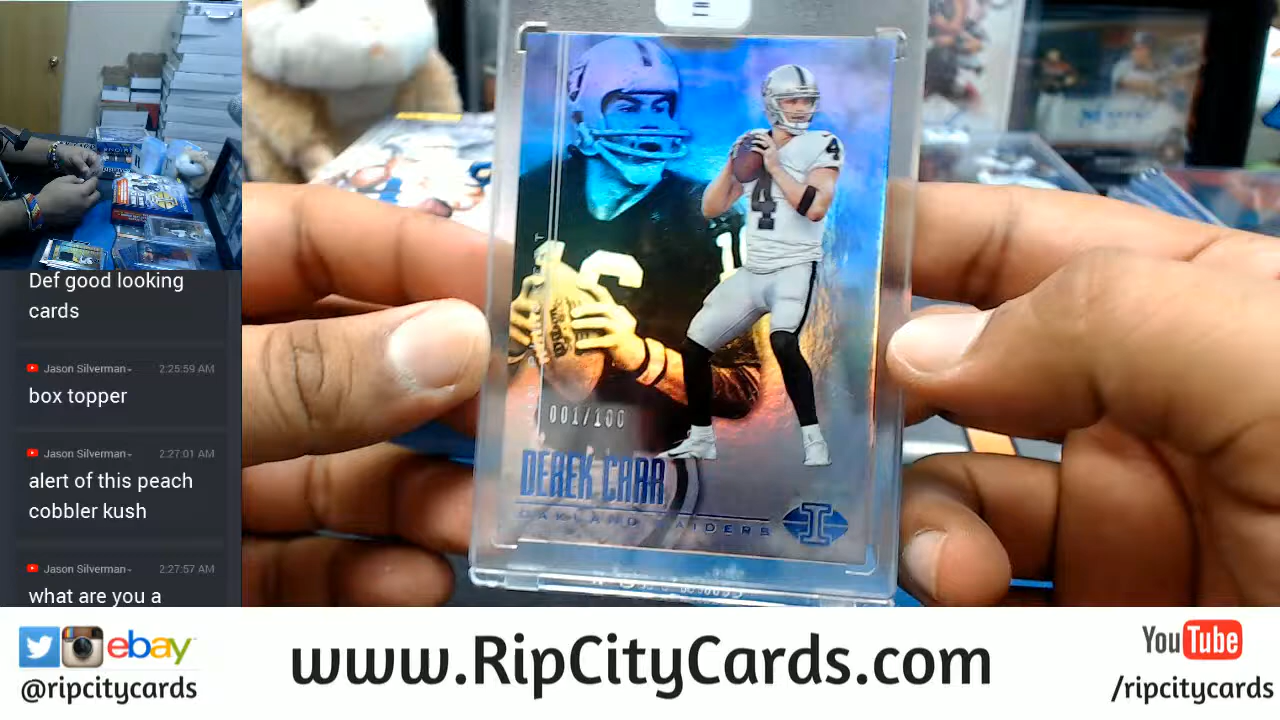 Def good looking
cards
Jason Silverman
2:25:59 AM
box topper
Jason Silverman
2:27:01 AM
alert of this peach
cobbler kush
Jason Silverman
2:27:57 AM
what are you a
4
4
16
001/100
DEREK CARR
OAKLAND RAIDERS
I
ebay
@ripcitycards
www.RipCityCards.com
YouTube
/ripcitycards